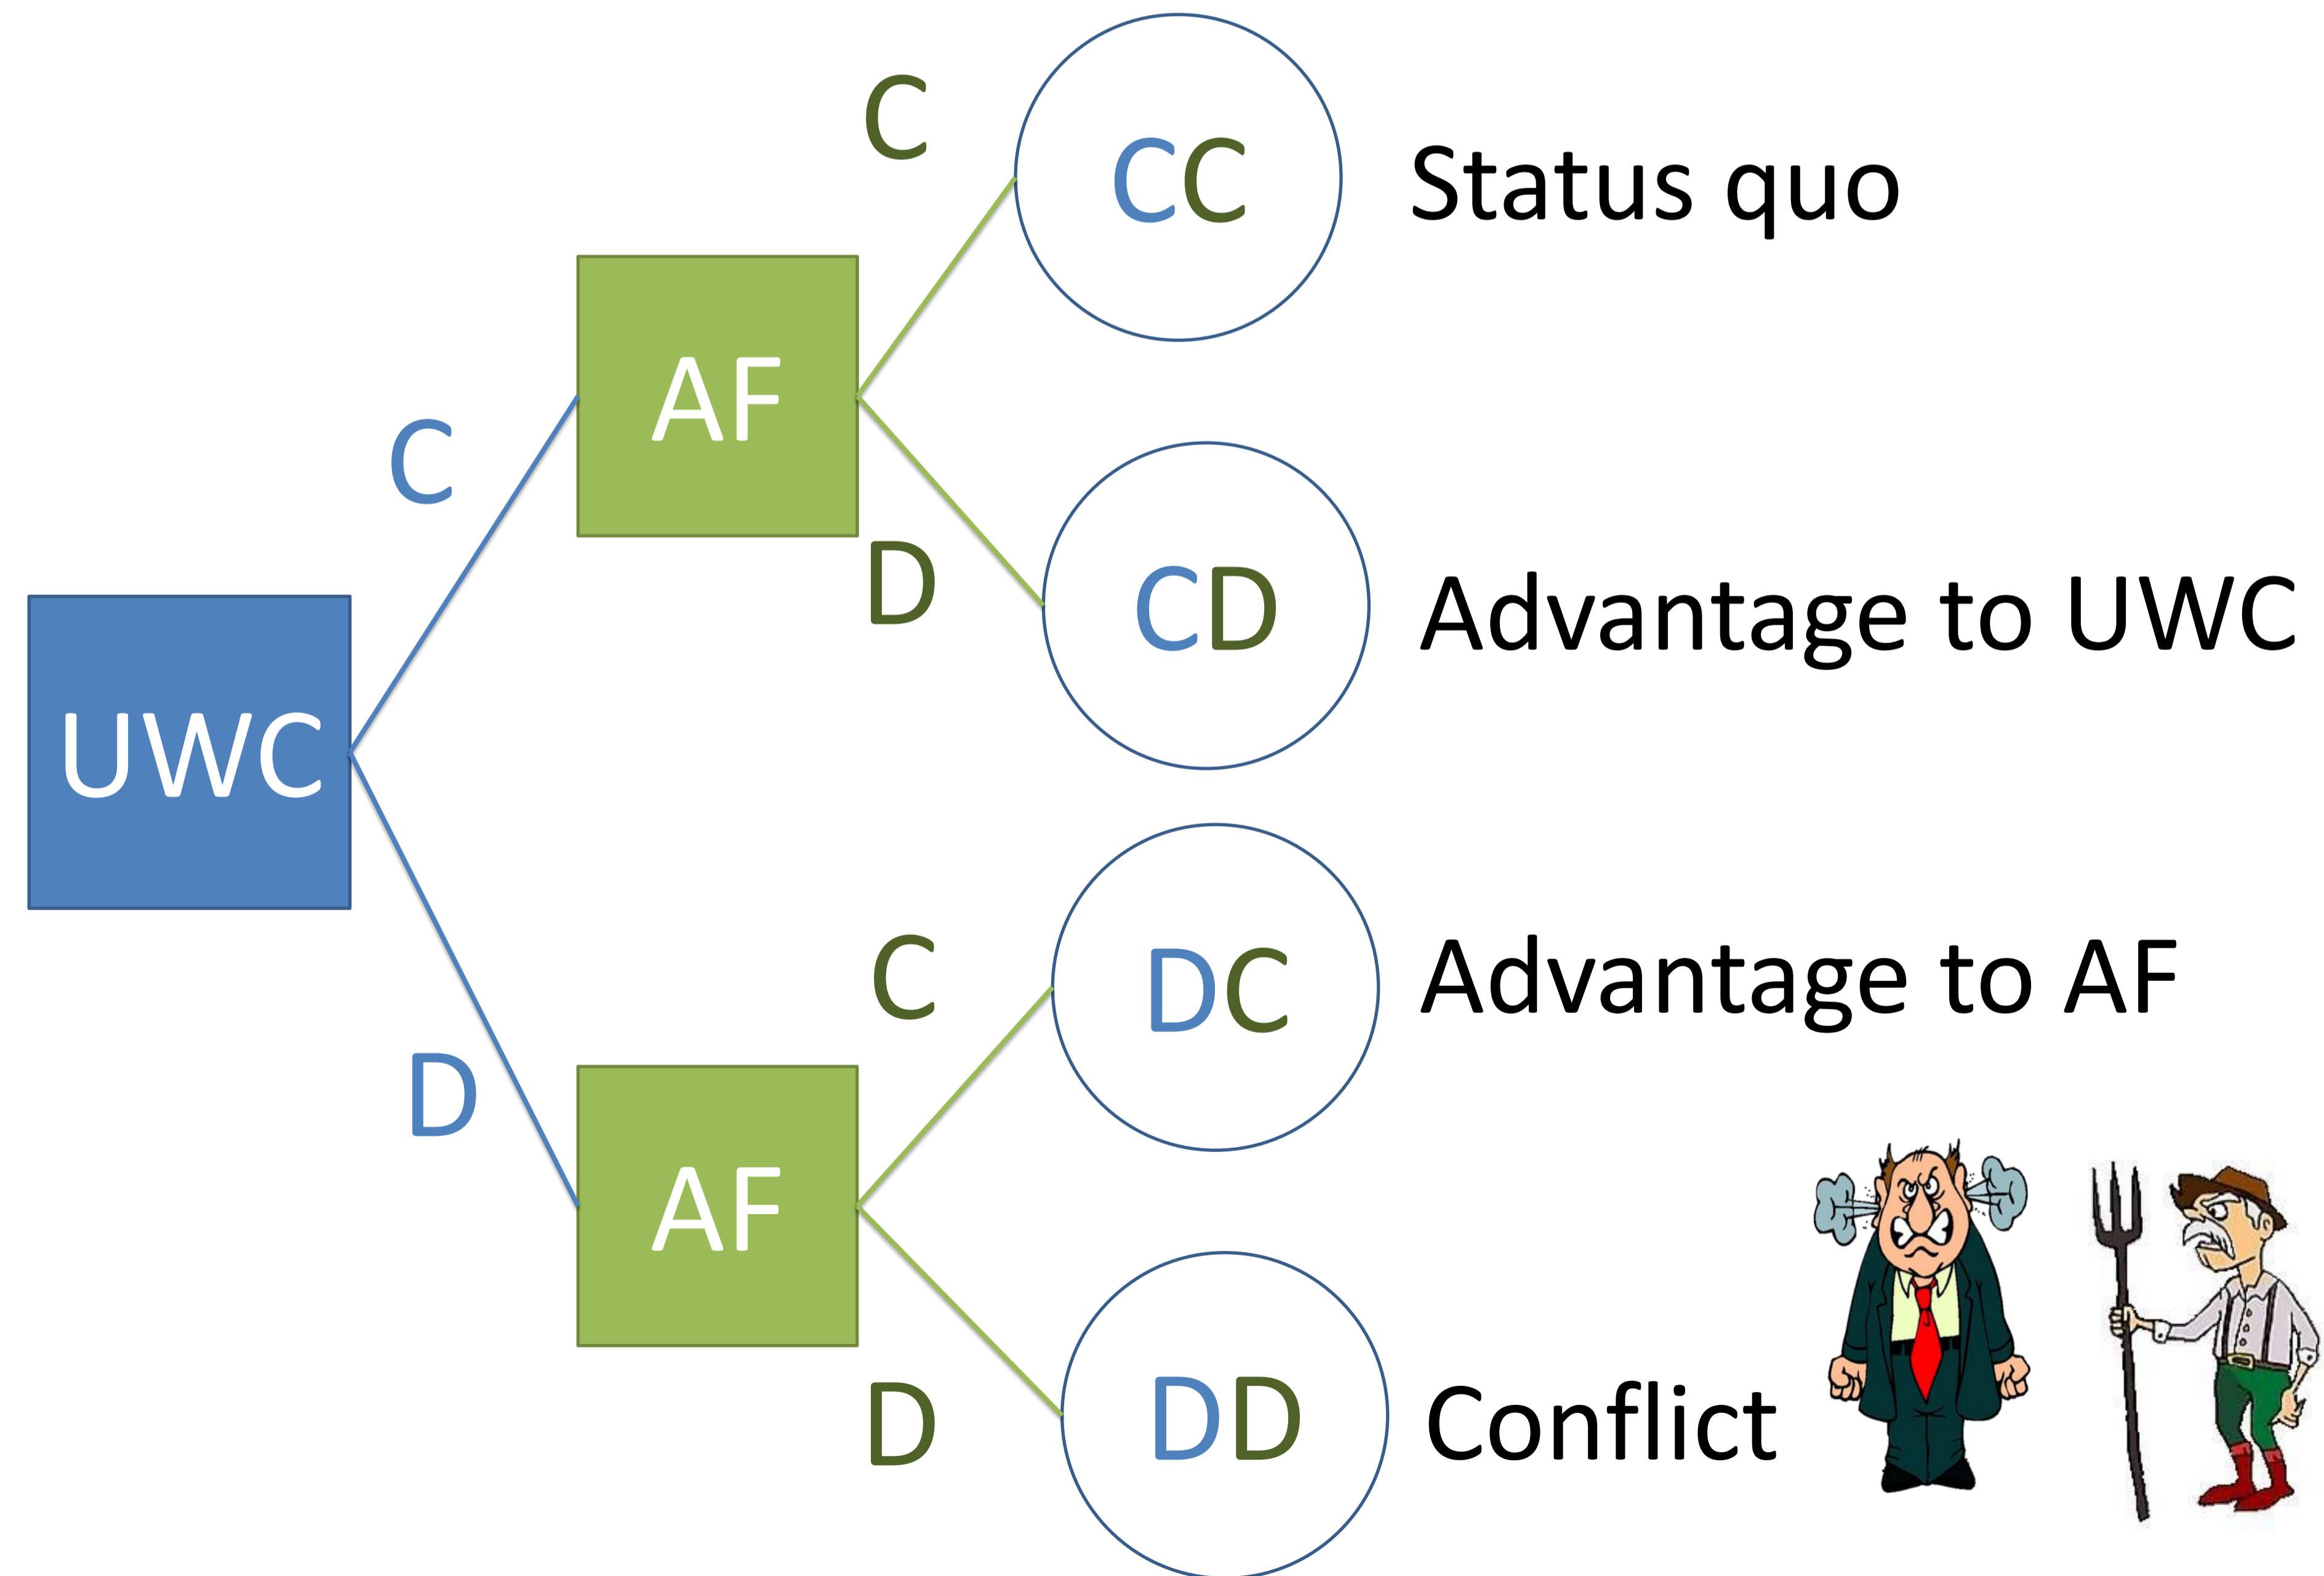 C
CC Status quo
AF
C
D
CD Advantage to UWC
UWC
C
DC Advantage to AF
D
AF
D
DD Conflict